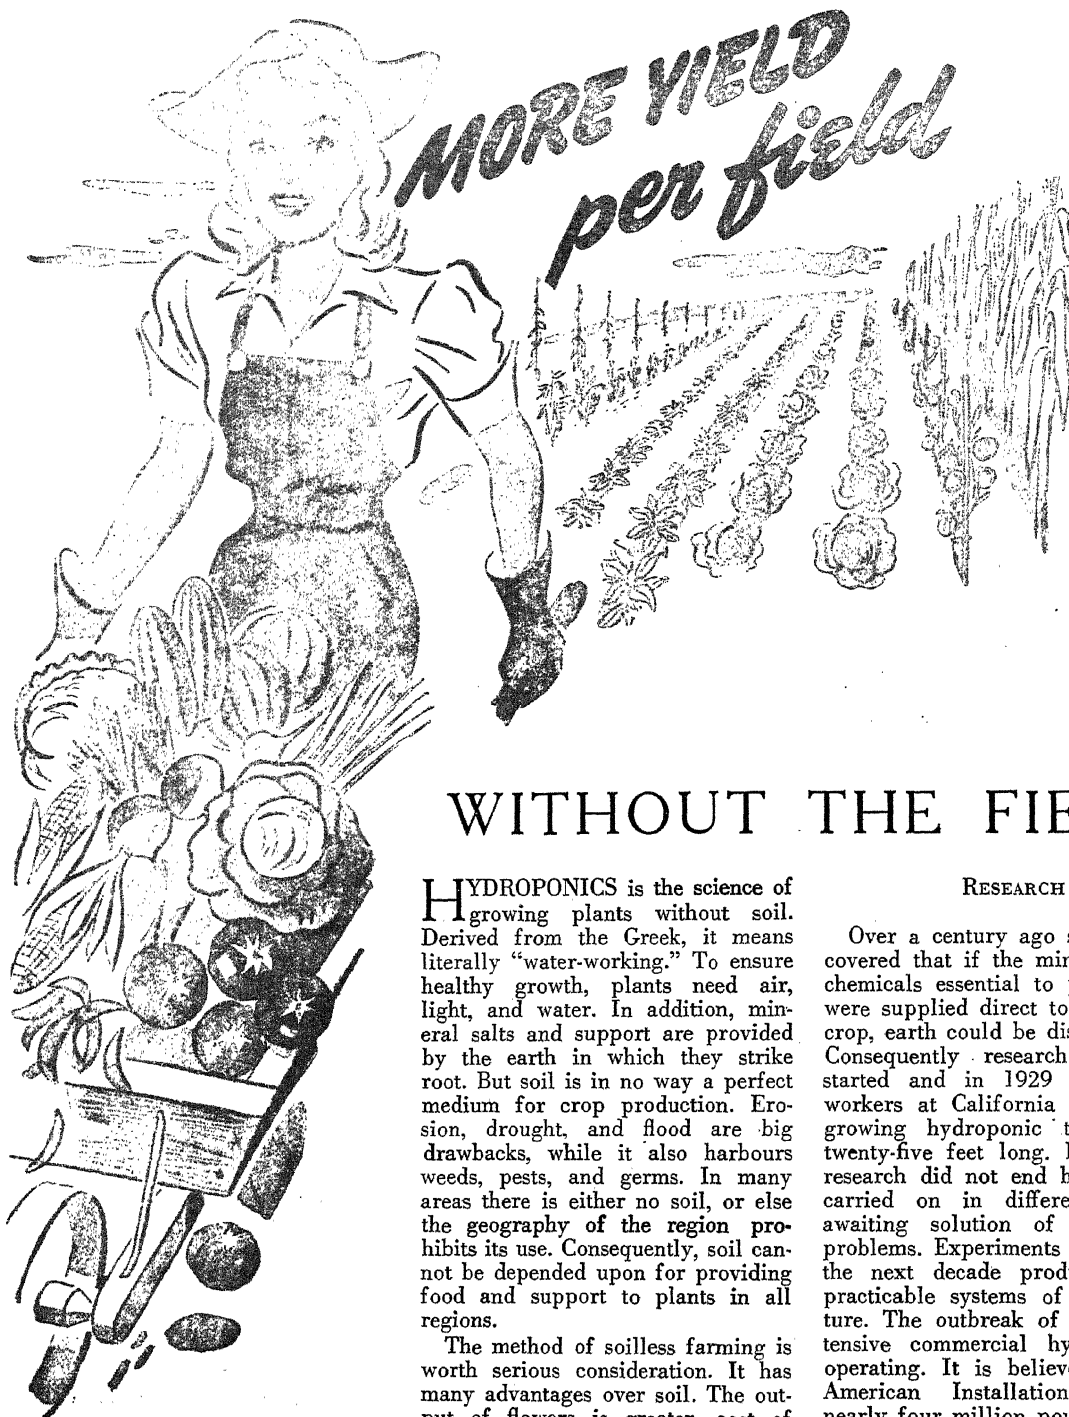 MORE YIELD
per field
WITHOUT THE
HYDROPONICS is the science of
growing plants without soil.
Derived from the Greek, it means
literally “water-working.” To ensure
healthy growth, plants need air,
light, and water. In addition, min-
eral salts and support are provided
by the earth in which they strike
root. But soil is in no way a perfect
medium for crop production. Ero-
sion, drought, and flood are big
drawbacks, while it also harbours
weeds, pests, and germs. In many
areas there is either no soil, or else
the geography of the region pro-
hibits its use. Consequently, soil can-
not be depended upon for providing
food and support to plants in all
regions.
The method of soilless farming is
worth serious consideration. It has
many advantages over soil. The out-
RESEARCH
Over a century ago
covered that if the
chemicals essential to
were supplied direct to
crop, earth could be
Consequently research
started and in 1929
workers at California
growing hydroponic
twenty-five feet long.
research did not end
carried on in
awaiting solution of
problems. Experiments
the next decade
practicable systems of
ture. The outbreak of
tensive commercial
operating. It is
American Installation
nearly four million